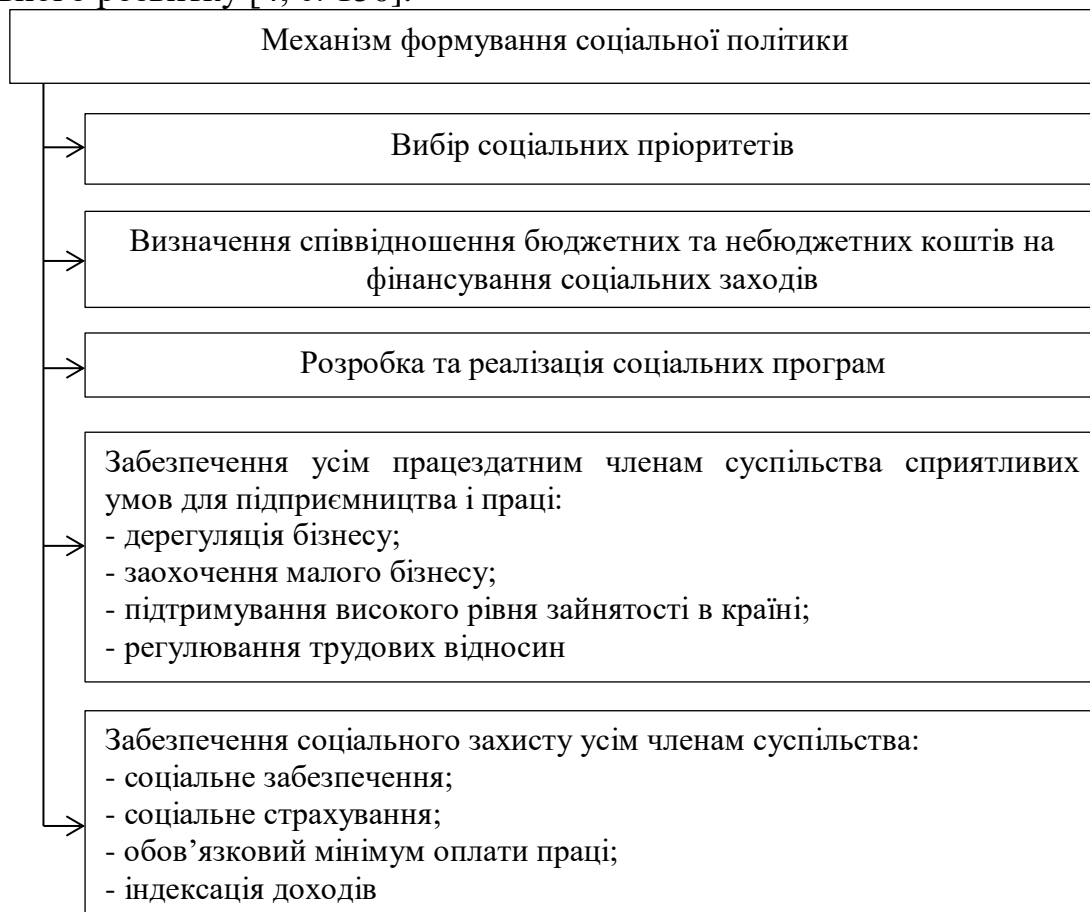 Механізм формування соціальної політики
Вибір соціальних пріоритетів
Визначення співвідношення бюджетних та небюджетних коштів на
фінансування соціальних заходів
Розробка та реалізація соціальних програм
Забезпечення усім працездатним членам суспільства сприятливих
умов для підприємництва і праці:
- дерегуляція бізнесу;
- заохочення малого бізнесу;
- підтримування високого рівня зайнятості в країні;
- регулювання трудових відносин
Забезпечення соціального захисту усім членам суспільства:
- соціальне забезпечення;
- соціальне страхування;
- обов’язковий мінімум оплати праці;
- індексація доходів